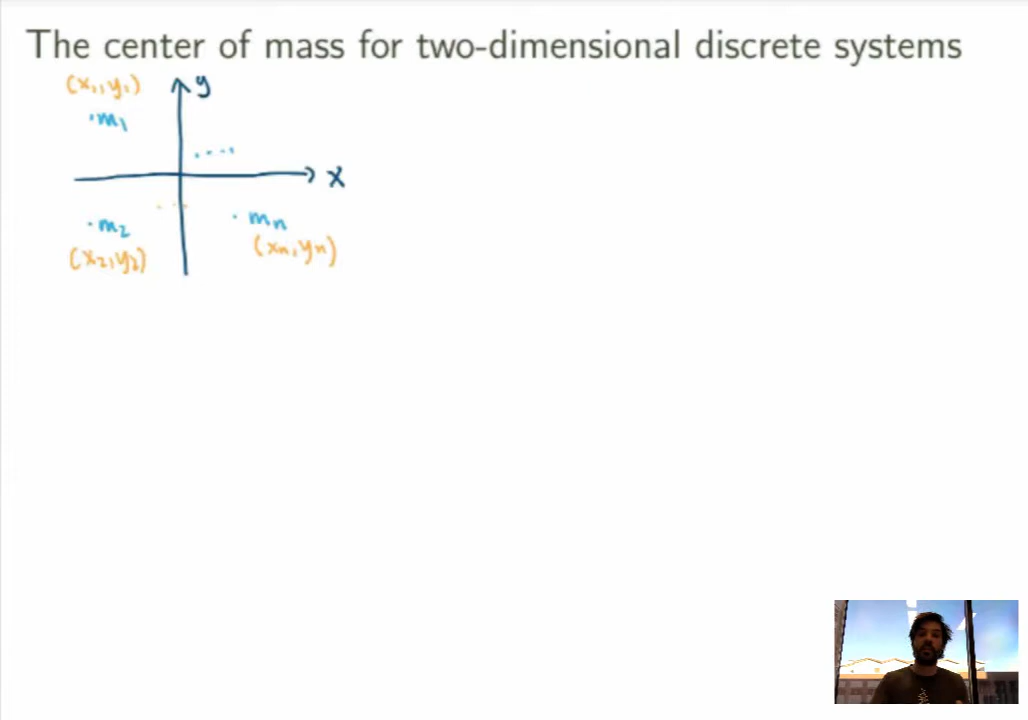 The center of mass for two-dimensional discrete systems
(x₁,y₁)
y
·m₁
....
x
·m₂
·mₙ
(x₂,y₂)
(xₙ,yₙ)